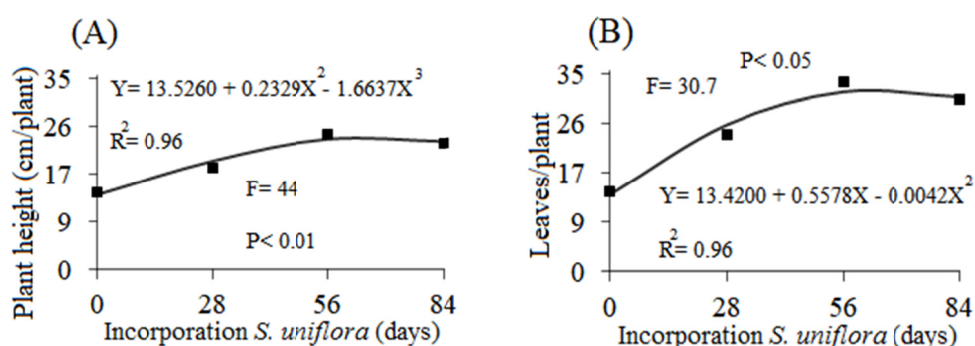 (A)
Y= 13.5260 + 0.2329X² - 1.6637X³
R² 0.96
F= 44
P< 0.01
Plant height (cm/plant)
35
26
17
9
0
0 28 56 84
Incorporation S. uniflora (days)
(B)
P< 0.05
F= 30.7
Y= 13.4200 + 0.5578X - 0.0042X²
R² 0.96
Leaves/plant
35
26
17
9
0
0 28 56 84
Incorporation S. uniflora (days)